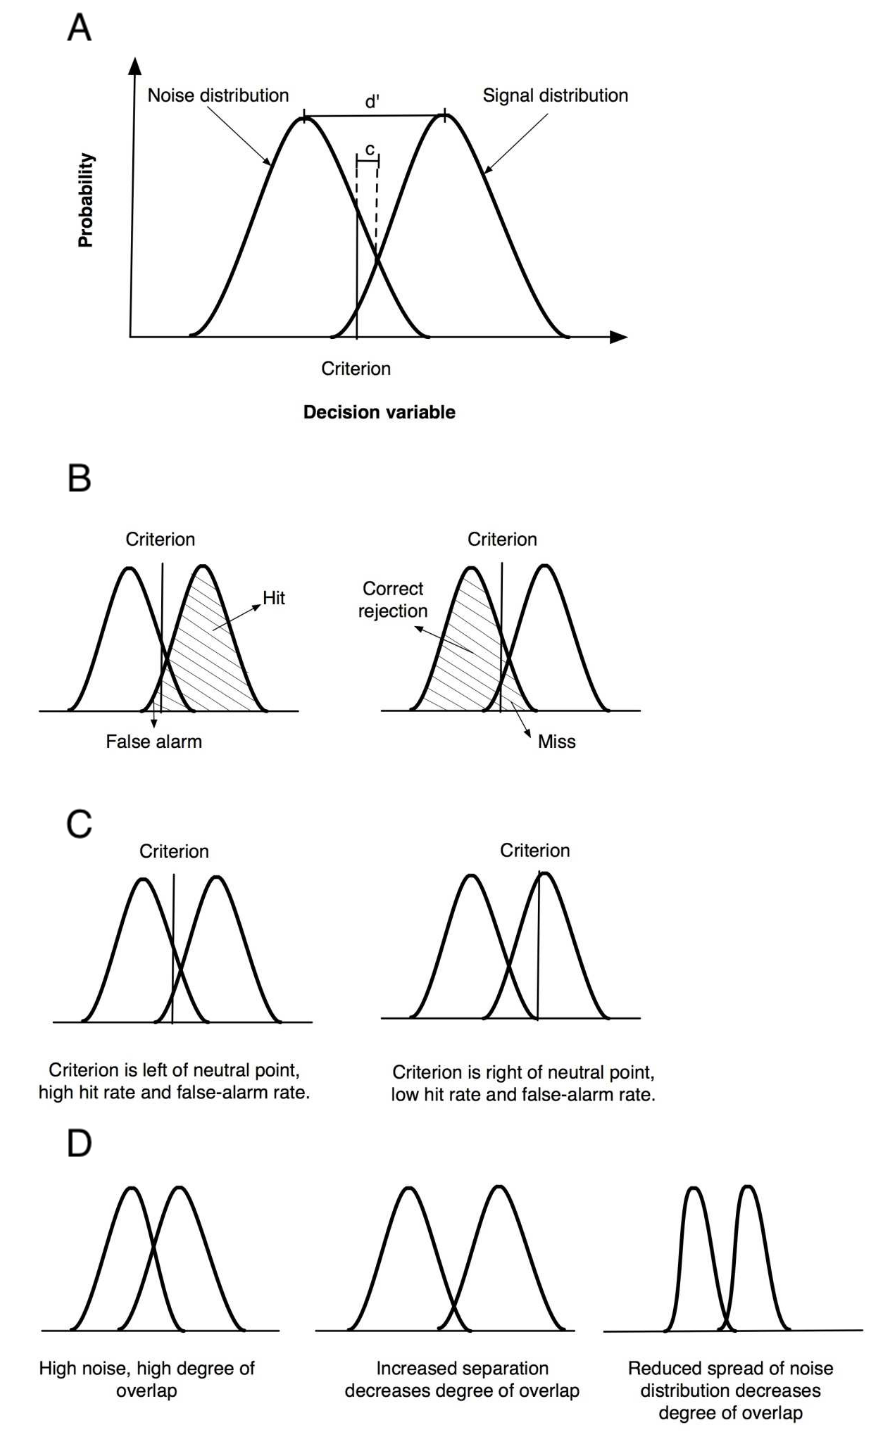 A
Noise distribution
d'
Signal distribution
c
Probability
Criterion
Decision variable
B
Criterion
Hit
False alarm
Criterion
Correct
rejection
Miss
C
Criterion
Criterion is left of neutral point,
high hit rate and false-alarm rate.
Criterion
Criterion is right of neutral point,
low hit rate and false-alarm rate.
D
High noise, high degree of
overlap
Increased separation
decreases degree of overlap
Reduced spread of noise
distribution decreases
degree of overlap